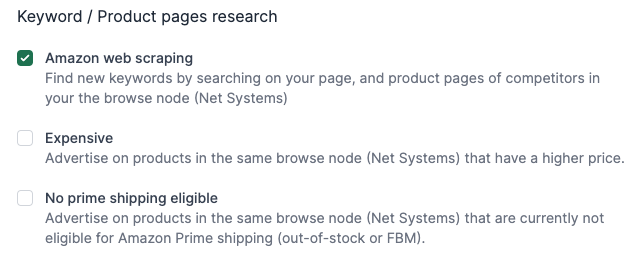 Keyword / Product pages research
Amazon web scraping
Find new keywords by searching on your page, and product pages of competitors in
your the browse node (Net Systems)
Expensive
Advertise on products in the same browse node (Net Systems) that have a higher price.
No prime shipping eligible
Advertise on products in the same browse node (Net Systems) that are currently not
eligible for Amazon Prime shipping (out-of-stock or FBM).